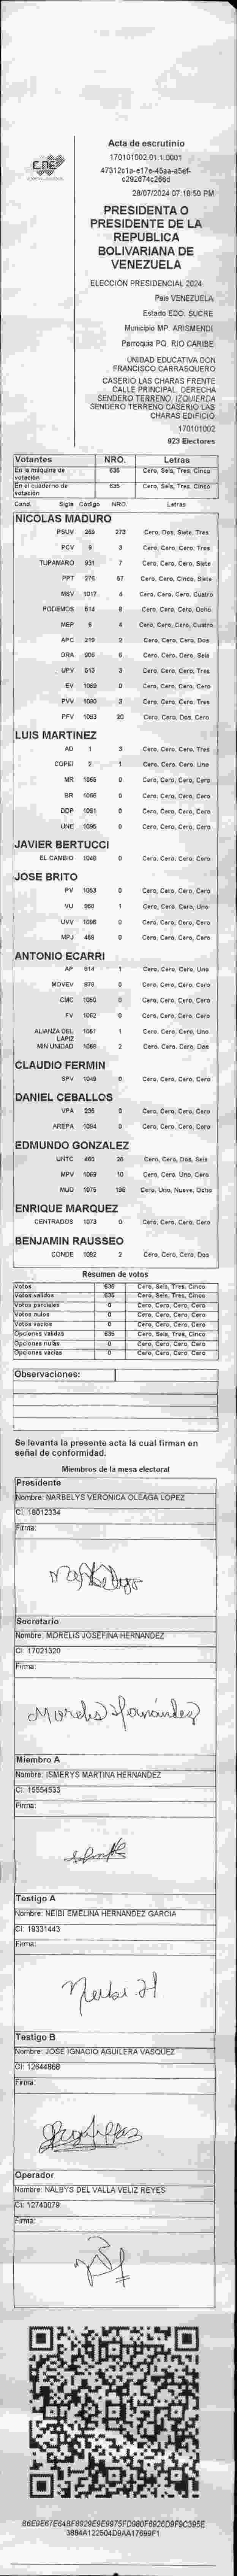 CNE
Acta de escrutinio
170101002.01.1.0001
28/07/2024 07:18:50 PM
PRESIDENTA O
PRESIDENTE DE LA
REPUBLICA
BOLIVARIANA DE
VENEZUELA
ELECCIÓN PRESIDENCIAL 2024
Pais VENEZUELA
Estado EDO. SUCRE
Municipio MP. ARISMENDI
Parroquia PQ. RIO CARIBE
UNIDAD EDUCATIVA DON
FRANCISCO CARRASQUERO
CASERIO LAS CHARAS FRENTE
CALLE PRINCIPAL. DERECHA
SENDERO TERRENO. IZQUIERDA
SENDERO TERRENO CASERIO LAS
CHARAS EDIFICIO
170101002
923 Electores
Votantes NRO. Letras
En la máquina de votación 635 Cero, Seis, Tres, Cinco
En el cuaderno de votación 635 Cero, Seis, Tres, Cinco
Cand. Sigla Código NRO. Letras
NICOLAS MADURO
PSUV 269 273 Cero, Dos, Siete, Tres
PCV 9 3 Cero, Cero, Cero, Tres
TUPAMARO 931 7 Cero, Cero, Cero, Siete
PPT 276 57 Cero, Cero, Cinco, Siete
MSV 1017 4 Cero, Cero, Cero, Cuatro
PODEMOS 514 8 Cero, Cero, Cero, Ocho
MEP 6 4 Cero, Cero, Cero, Cuatro
APC 219 2 Cero, Cero, Cero, Dos
ORA 906 6 Cero, Cero, Cero, Seis
UPV 513 3 Cero, Cero, Cero, Tres
EV 1089 0 Cero, Cero, Cero, Cero
PVV 1090 3 Cero, Cero, Cero, Tres
PFV 1093 20 Cero, Cero, Dos, Cero
LUIS MARTINEZ
AD 1 3 Cero, Cero, Cero, Tres
COPEI 2 1 Cero, Cero, Cero, Uno
MR 1066 0 Cero, Cero, Cero, Cero
BR 1068 0 Cero, Cero, Cero, Cero
DDP 1091 0 Cero, Cero, Cero, Cero
UNE 1095 0 Cero, Cero, Cero, Cero
JAVIER BERTUCCI
EL CAMBIO 1048 0 Cero, Cero, Cero, Cero
JOSE BRITO
PV 1053 0 Cero, Cero, Cero, Cero
VU 868 1 Cero, Cero, Cero, Uno
UVV 1096 0 Cero, Cero, Cero, Cero
MPJ 459 0 Cero, Cero, Cero, Cero
ANTONIO ECARRI
AP 814 1 Cero, Cero, Cero, Uno
MOVEV 979 0 Cero, Cero, Cero, Cero
CMC 1050 0 Cero, Cero, Cero, Cero
FV 1062 0 Cero, Cero, Cero, Cero
ALIANZA DEL LAPIZ 1061 1 Cero, Cero, Cero, Uno
MIN UNIDAD 1068 2 Cero, Cero, Cero, Dos
CLAUDIO FERMIN
SPV 1049 0 Cero, Cero, Cero, Cero
DANIEL CEBALLOS
VPA 236 0 Cero, Cero, Cero, Cero
AREPA 1094 0 Cero, Cero, Cero, Cero
EDMUNDO GONZALEZ
UNTC 460 26 Cero, Cero, Dos, Seis
MPV 1069 10 Cero, Cero, Uno, Cero
MUD 1075 198 Cero, Uno, Nueve, Ocho
ENRIQUE MARQUEZ
CENTRADOS 1073 0 Cero, Cero, Cero, Cero
BENJAMIN RAUSSEO
CONDE 1092 2 Cero, Cero, Cero, Dos
Resumen de votos
Votos 635 Cero, Seis, Tres, Cinco
Votos validos 635 Cero, Seis, Tres, Cinco
Votos parciales 0 Cero, Cero, Cero, Cero
Votos nulos 0 Cero, Cero, Cero, Cero
Votos vacíos 0 Cero, Cero, Cero, Cero
Opciones validas 635 Cero, Seis, Tres, Cinco
Opciones nulas 0 Cero, Cero, Cero, Cero
Opciones vacias 0 Cero, Cero, Cero, Cero
Observaciones:
Se levanta la presente acta la cual firman en
señal de conformidad.
Miembros de la mesa electoral
Presidente
Nombre: NARBELYS VERONICA OLEAGA LOPEZ
CI: 18012334
Firma:
Secretario
Nombre: MORELIS JOSEFINA HERNANDEZ
CI: 17021320
Firma:
Morelis Hernández
Miembro A
Nombre: ISMERYS MARTINA HERNANDEZ
CI: 15554533
Firma:
Testigo A
Nombre: NEIBI EMELINA HERNANDEZ GARCIA
CI: 19331443
Firma:
Neibi H
Testigo B
Nombre: JOSE IGNACIO AGUILERA VASQUEZ
CI: 12644868
Firma:
Operador
Nombre: NALBYS DEL VALLA VELIZ REYES
CI: 12740079
Firma: